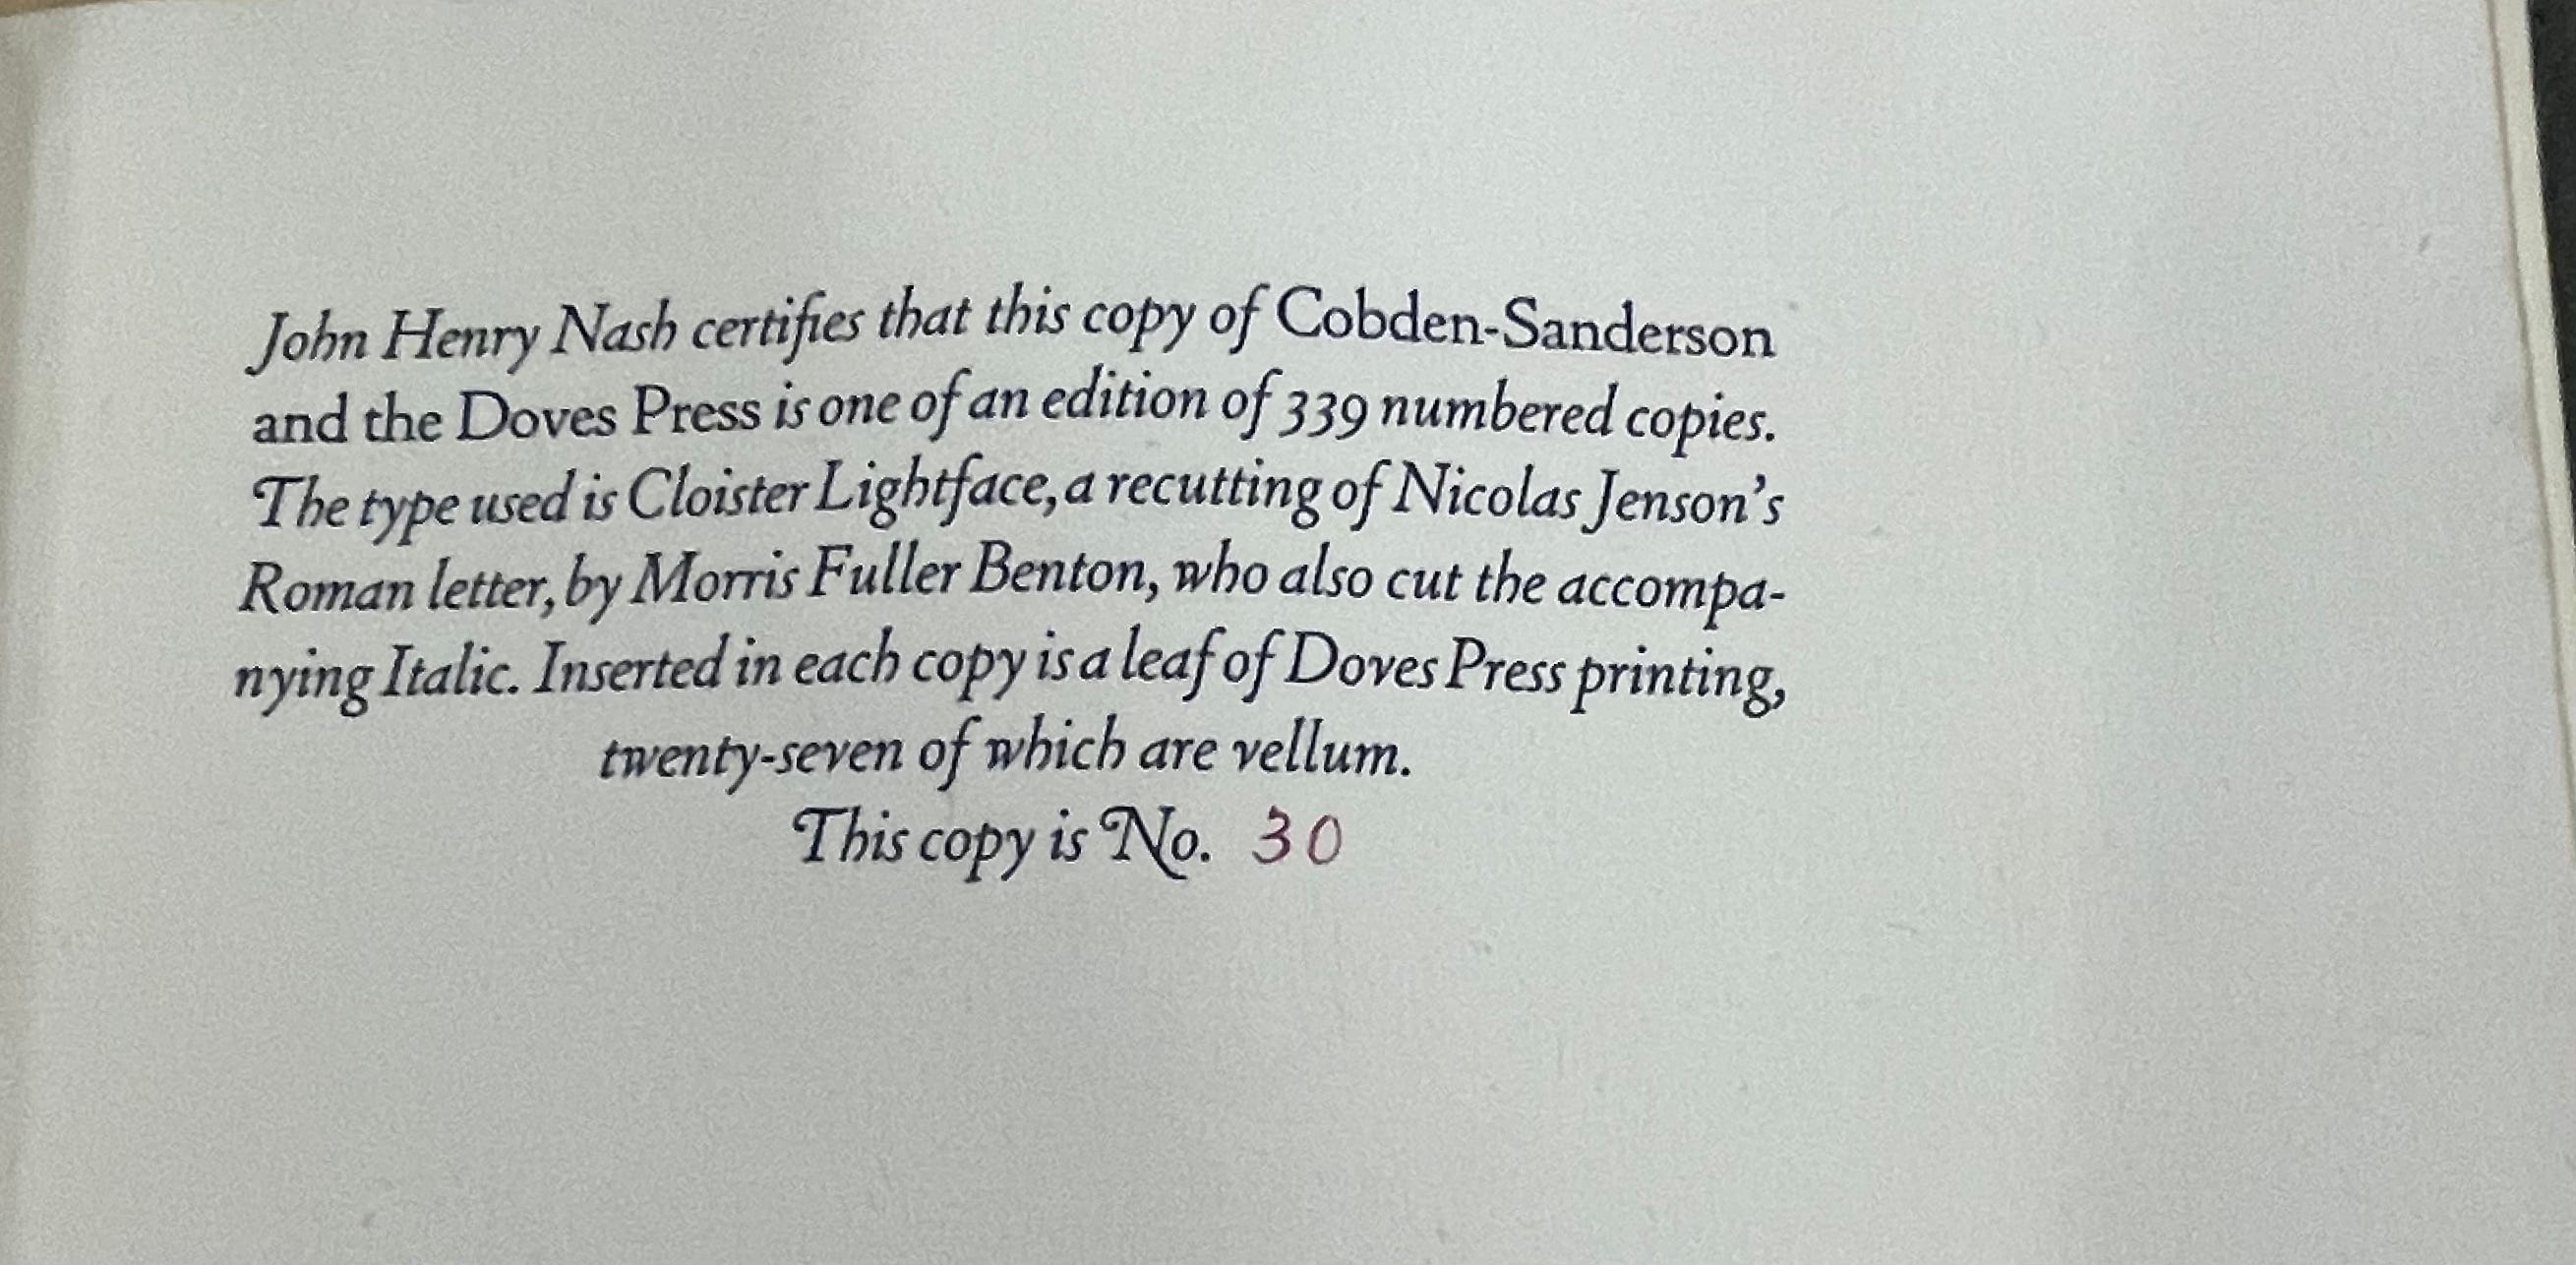 John Henry Nash certifies that this copy of Cobden-Sanderson
and the Doves Press is one of an edition of 339 numbered copies.
The type used is Cloister Lightface, a recutting of Nicolas Jenson's
Roman letter, by Morris Fuller Benton, who also cut the accompa-
nying Italic. Inserted in each copy is a leaf of Doves Press printing,
twenty-seven of which are vellum.
This copy is No. 30